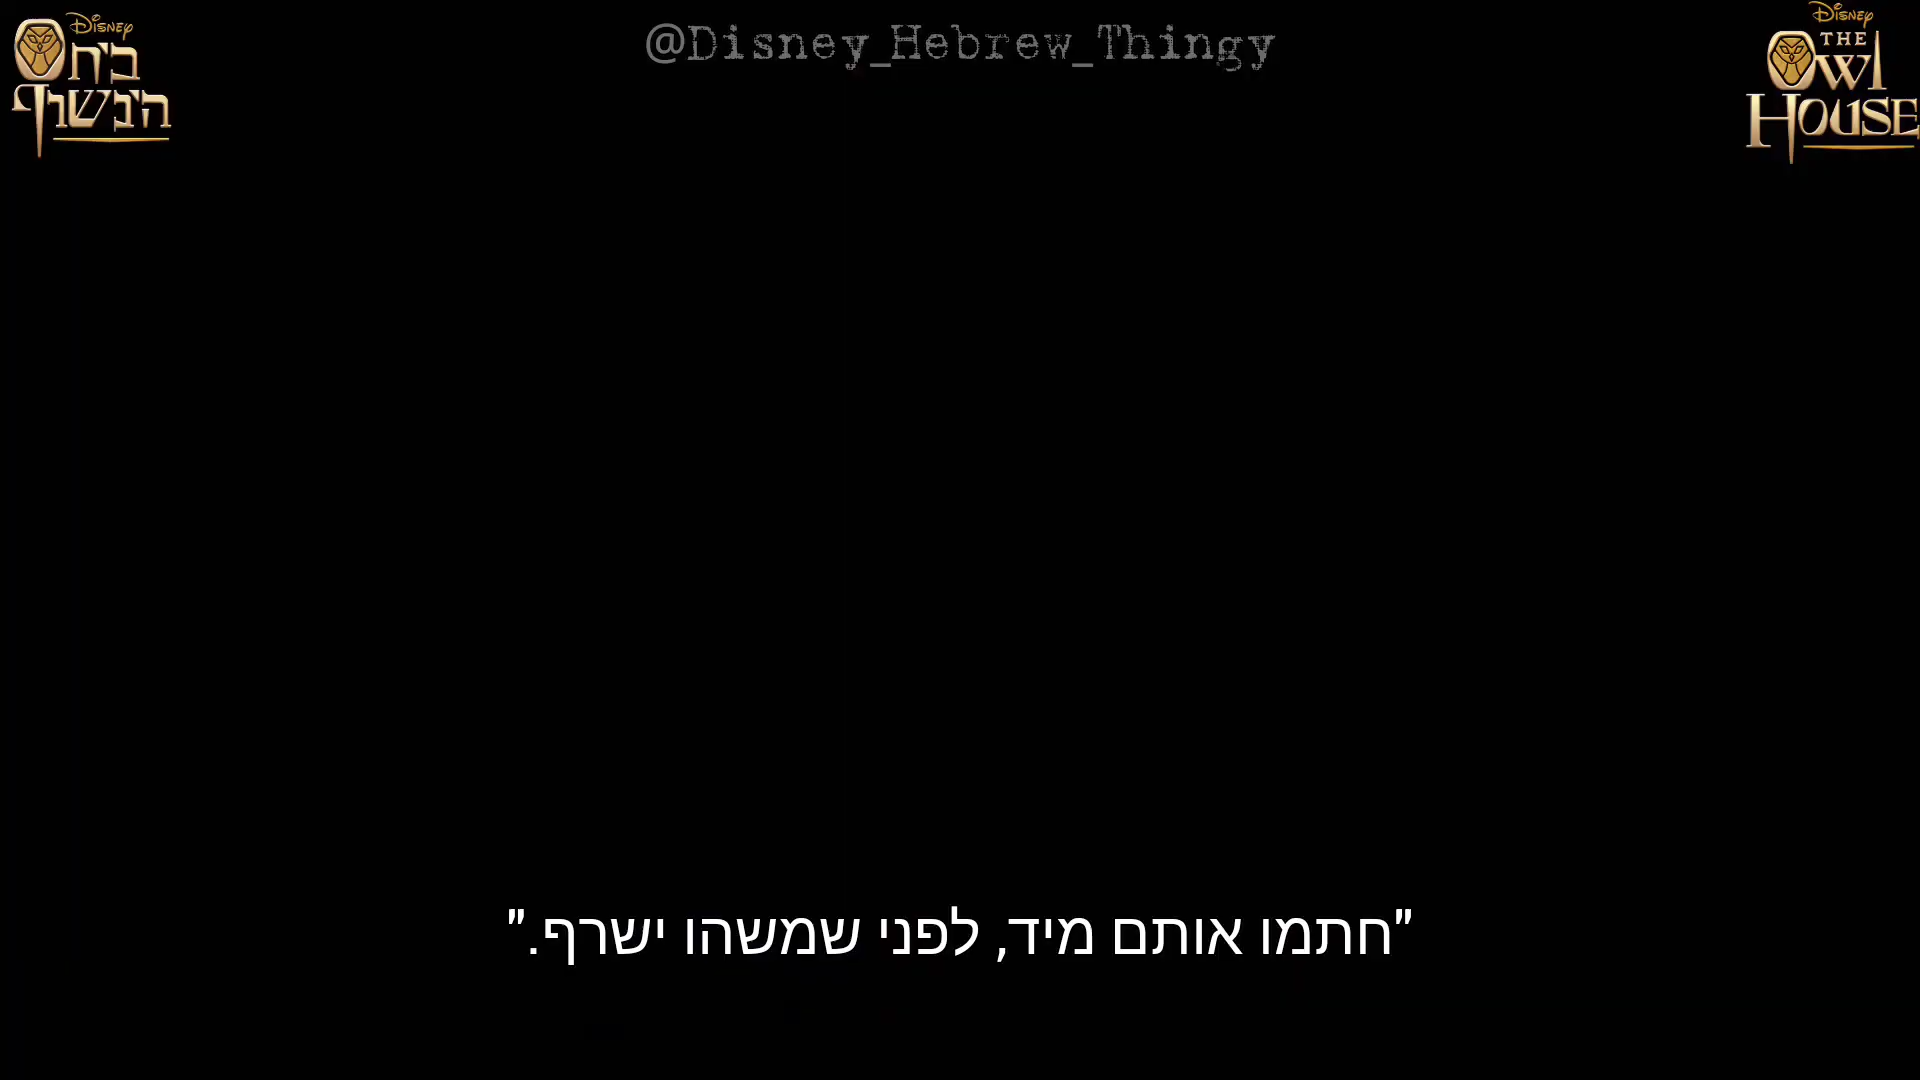 Disney
בית
הינשוף
@Disney_Hebrew_Thingy
Disney
THE
OWL
HOUSE
"חתמו אותם מיד, לפני שמשהו ישרף."